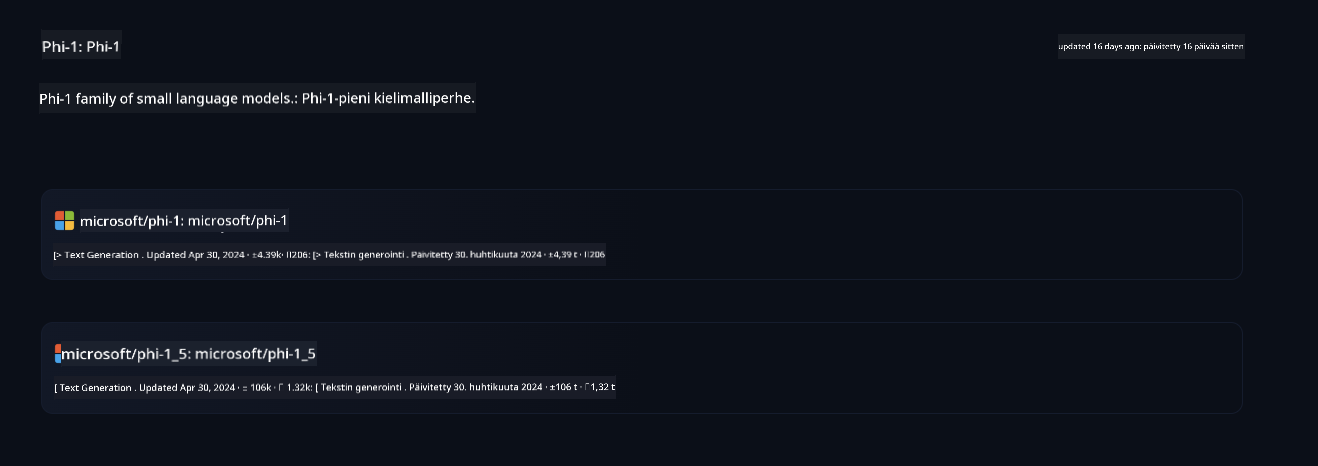 Phi-1: Phi-1
updated 16 days ago: päivitetty 16 päivää sitten
Phi-1 family of small language models.: Phi-1-pieni kielimalliperhe.
microsoft/phi-1: microsoft/phi-1
[> Text Generation . Updated Apr 30, 2024 · ±4.39k· 206: [> Tekstin generointi . Päivitetty 30. huhtikuuta 2024 · ±4,39 t · 206
microsoft/phi-1_5: microsoft/phi-1_5
[ Text Generation . Updated Apr 30, 2024 · ± 106k · 1.32k: [ Tekstin generointi . Päivitetty 30. huhtikuuta 2024 · ±106 t · 1,32 t